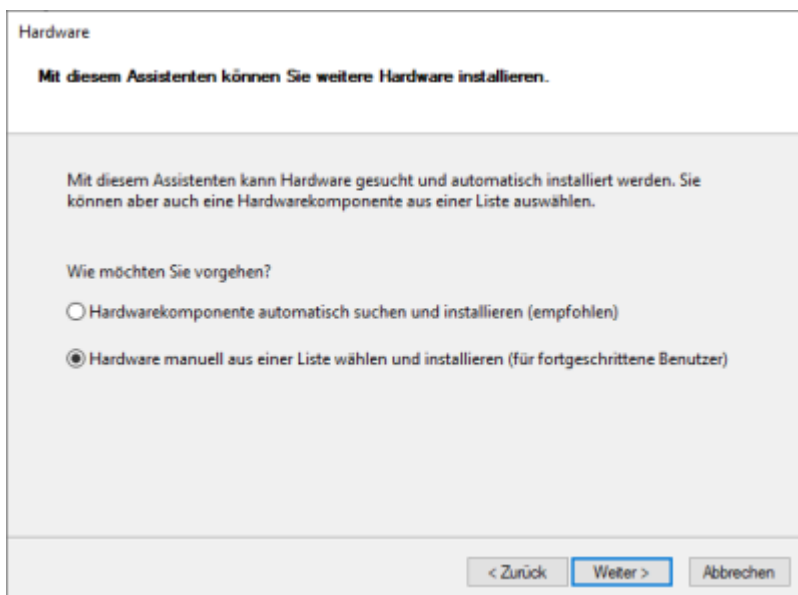 Hardware
Mit diesem Assistenten können Sie weitere Hardware installieren.
Mit diesem Assistenten kann Hardware gesucht und automatisch installiert werden. Sie
können aber auch eine Hardwarekomponente aus einer Liste auswählen.
Wie möchten Sie vorgehen?
Hardwarekomponente automatisch suchen und installieren (empfohlen)
Hardware manuell aus einer Liste wählen und installieren (für fortgeschrittene Benutzer)
< Zurück
Weiter >
Abbrechen